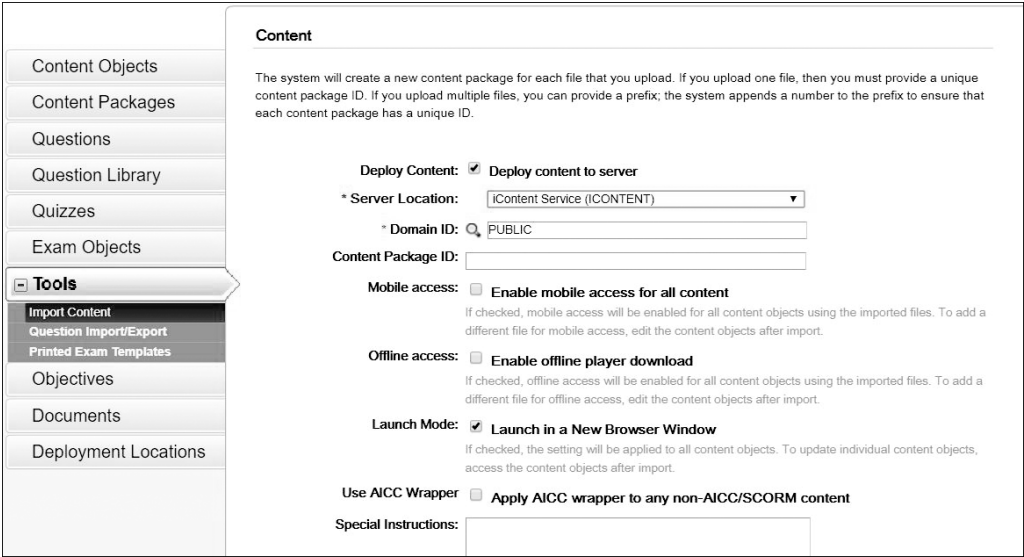 Content Objects
Content Packages
Questions
Question Library
Quizzes
Exam Objects
Tools
Import Content
Question Import/Export
Printed Exam Templates
Objectives
Documents
Deployment Locations
Content
The system will create a new content package for each file that you upload. If you upload one file, then you must provide a unique
content package ID. If you upload multiple files, you can provide a prefix; the system appends a number to the prefix to ensure that
each content package has a unique ID.
Deploy Content: Deploy content to server
* Server Location: iContent Service (ICONTENT)
* Domain ID: PUBLIC
Content Package ID:
Mobile access: Enable mobile access for all content
If checked, mobile access will be enabled for all content objects using the imported files. To add a
different file for mobile access, edit the content objects after import.
Offline access: Enable offline player download
If checked, offline access will be enabled for all content objects using the imported files. To add a
different file for offline access, edit the content objects after import.
Launch Mode: Launch in a New Browser Window
If checked, the setting will be applied to all content objects. To update individual content objects,
access the content objects after import.
Use AICC Wrapper Apply AICC wrapper to any non-AICC/SCORM content
Special Instructions: